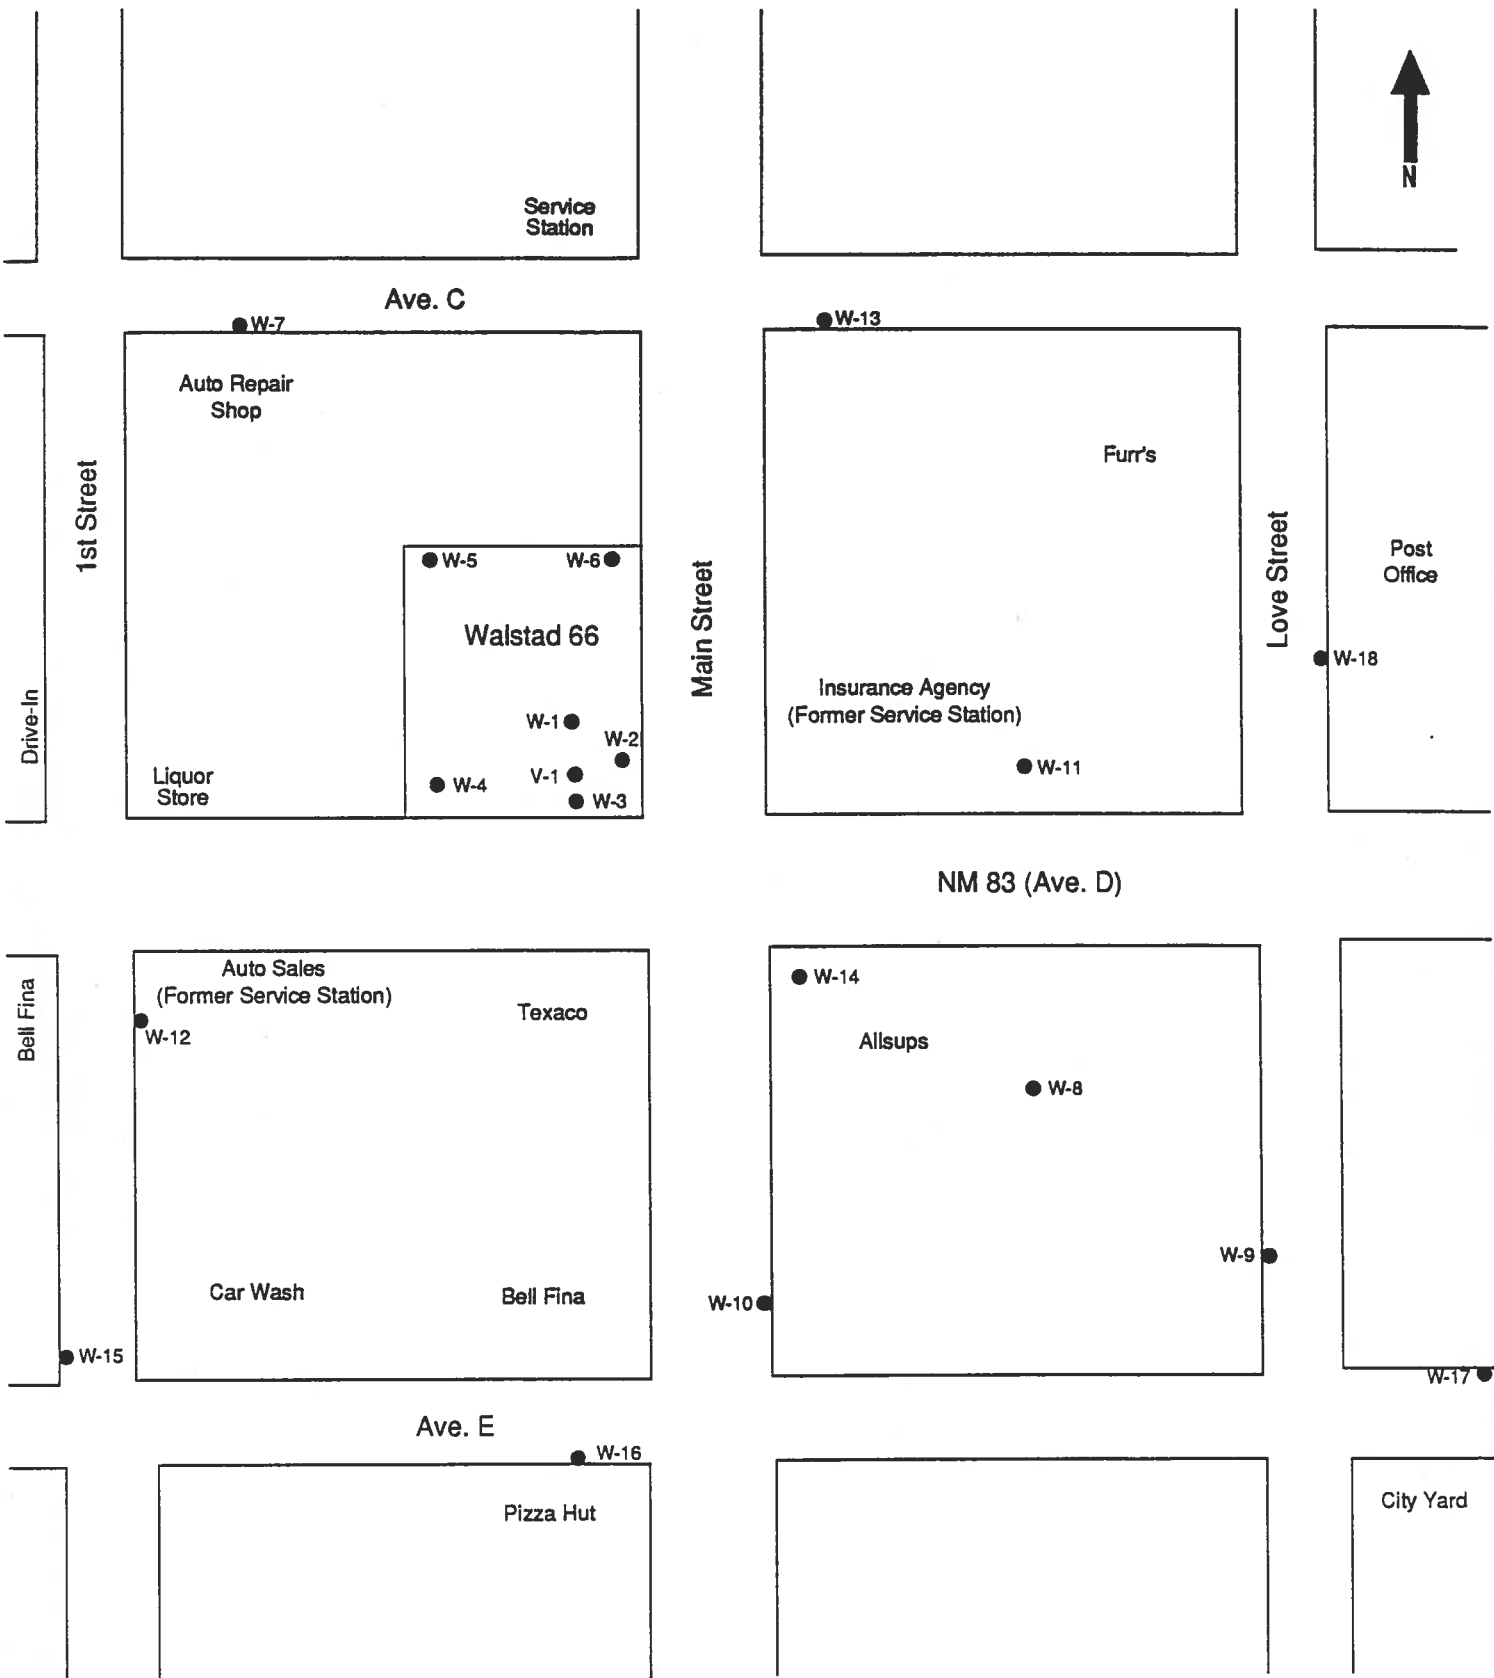 N
Service
Station
Ave. C
W-7
W-13
Auto Repair
Shop
Furr's
1st Street
W-5
W-6
Post
Office
Love Street
Main Street
Walstad 66
W-18
Insurance Agency
(Former Service Station)
Drive-In
W-1
W-2
V-1
W-11
Liquor
Store
W-4
W-3
NM 83 (Ave. D)
Auto Sales
(Former Service Station)
W-14
Bell Fina
Texaco
W-12
Allsups
W-8
W-9
Car Wash
Bell Fina
W-10
W-15
W-17
Ave. E
W-16
Pizza Hut
City Yard